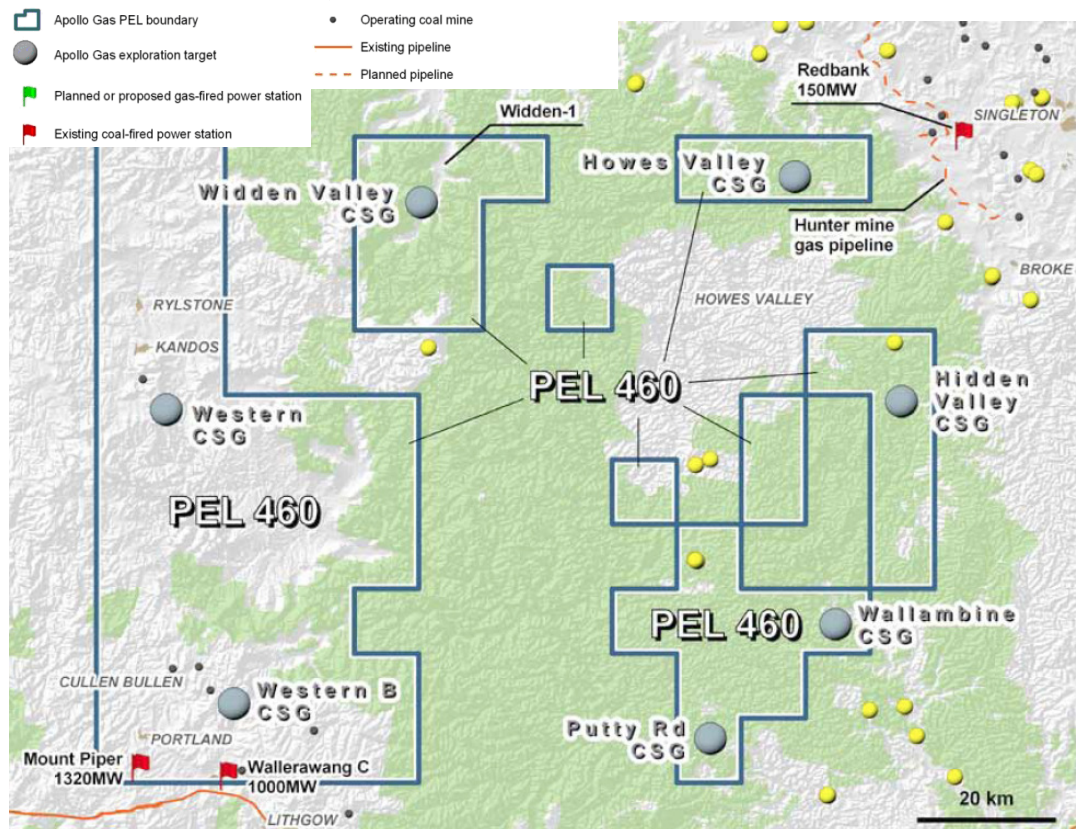 Apollo Gas PEL boundary
Apollo Gas exploration target
Planned or proposed gas-fired power station
Existing coal-fired power station
Operating coal mine
Existing pipeline
Planned pipeline
Redbank
150MW
SINGLETON
Widden-1
Howes Valley
CSG
Widden Valley
CSG
Hunter mine
gas pipeline
BROKE
RYLSTONE
HOWES VALLEY
KANDOS
PEL 460
Hidden
Valley
CSG
Western
CSG
PEL 460
Wallambine
CSG
PEL 460
CULLEN BULLEN
Western B
CSG
PORTLAND
Putty Rd
CSG
Mount Piper
1320MW
Wallerawang C
1000MW
20 km
LITHGOW